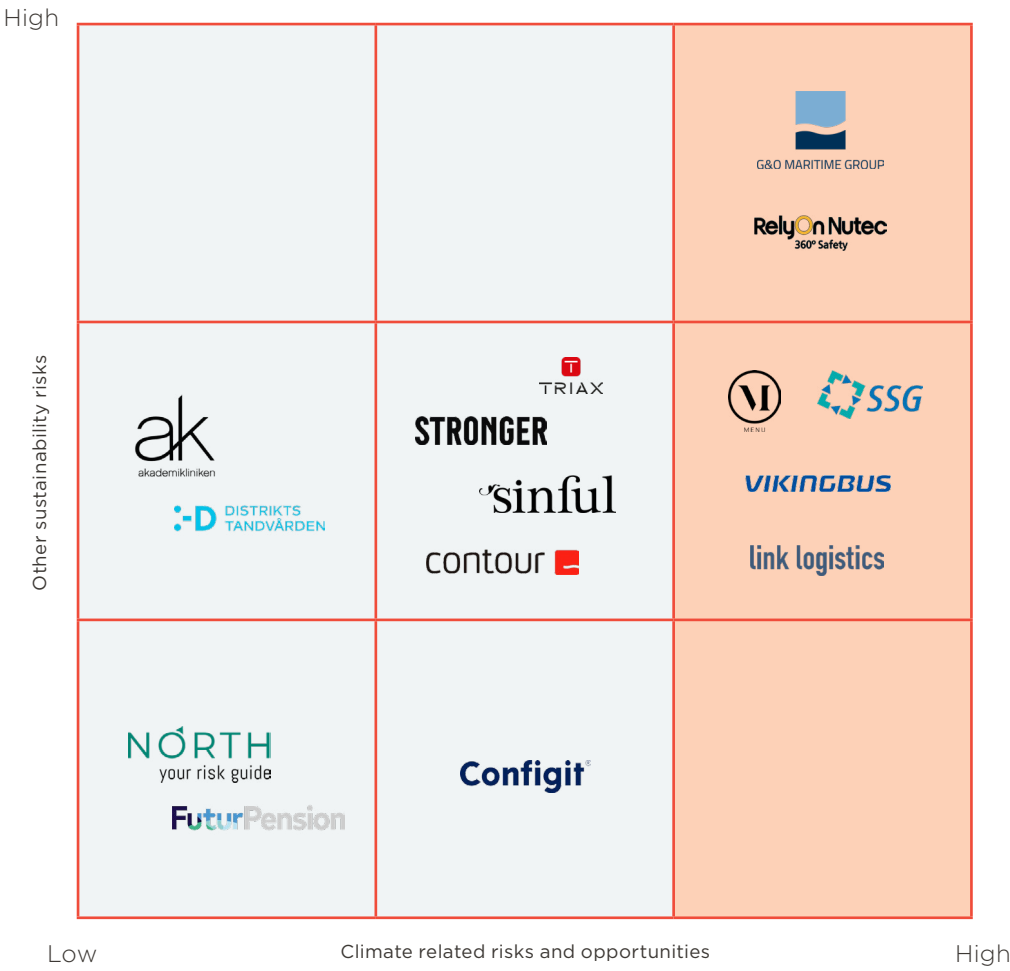 High
G&O MARITIME GROUP
RelyOn Nutec
360° Safety
Other sustainability risks
ak
akademikliniken
:-D DISTRIKTS
TANDVÅRDEN
T
TRIAX
STRONGER
sinful
contour
M
MENU
SSG
VIKINGBUS
link logistics
NORTH
your risk guide
FuturPension
Configit®
Low
Climate related risks and opportunities
High